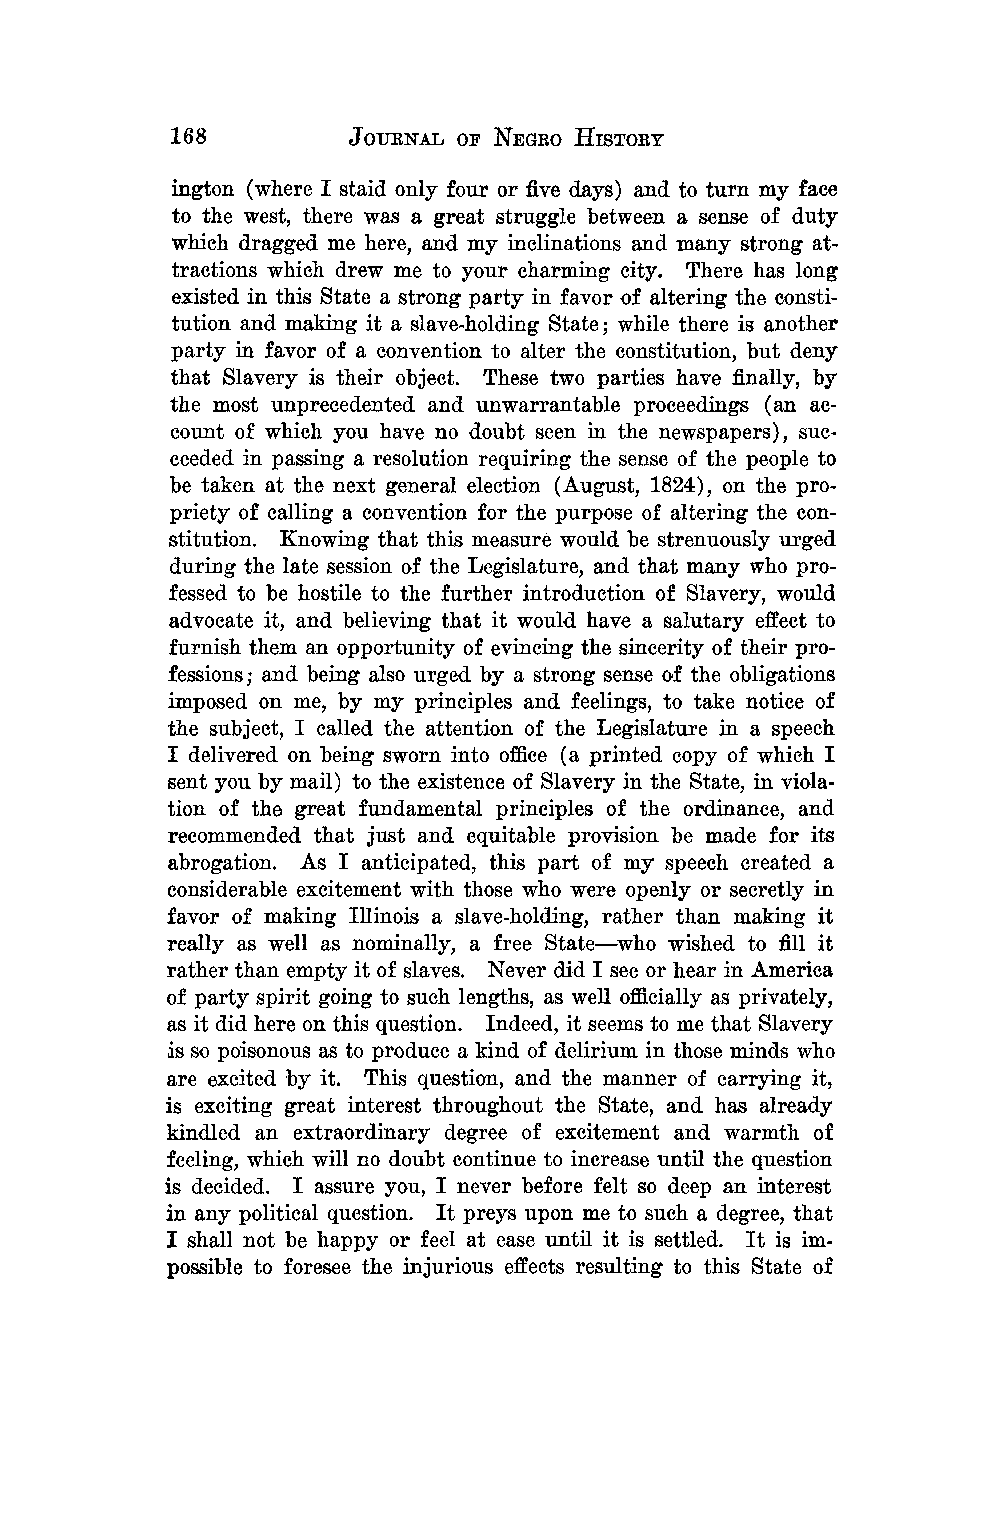 168 JOURNAL OF NEGRO HISTORY
ington (where I staid only four or five days) and to turn my face
to the west, there was a great struggle between a sense of duty
which dragged me here, and my inclinations and many strong at-
tractions which drew me to your charming city. There has long
existed in this State a strong party in favor of altering the consti-
tution and making it a slave-holding State; while there is another
party in favor of a convention to alter the constitution, but deny
that Slavery is their object. These two parties have finally, by
the most unprecedented and unwarrantable proceedings (an ac-
count of which you have no doubt seen in the newspapers), suc-
ceeded in passing a resolution requiring the sense of the people to
be taken at the next general election (August, 1824), on the pro-
priety of calling a convention for the purpose of altering the con-
stitution. Knowing that this measure would be strenuously urged
during the late session of the Legislature, and that many who pro-
fessed to be hostile to the further introduction of Slavery, would
advocate it, and believing that it would have a salutary effect to
furnish them an opportunity of evincing the sincerity of their pro-
fessions; and being also urged by a strong sense of the obligations
imposed on me, by my principles and feelings, to take notice of
the subject, I called the attention of the Legislature in a speech
I delivered on being sworn into office (a printed copy of which I
sent you by mail) to the existence of Slavery in the State, in viola-
tion of the great fundamental principles of the ordinance, and
recommended that just and equitable provision be made for its
abrogation. As I anticipated, this part of my speech created a
considerable excitement with those who were openly or secretly in
favor of making Illinois a slave-holding, rather than making it
really as well as nominally, a free State—who wished to fill it
rather than empty it of slaves. Never did I see or hear in America
of party spirit going to such lengths, as well officially as privately,
as it did here on this question. Indeed, it seems to me that Slavery
is so poisonous as to produce a kind of delirium in those minds who
are excited by it. This question, and the manner of carrying it,
is exciting great interest throughout the State, and has already
kindled an extraordinary degree of excitement and warmth of
feeling, which will no doubt continue to increase until the question
is decided. I assure you, I never before felt so deep an interest
in any political question. It preys upon me to such a degree, that
I shall not be happy or feel at ease until it is settled. It is im-
possible to foresee the injurious effects resulting to this State of